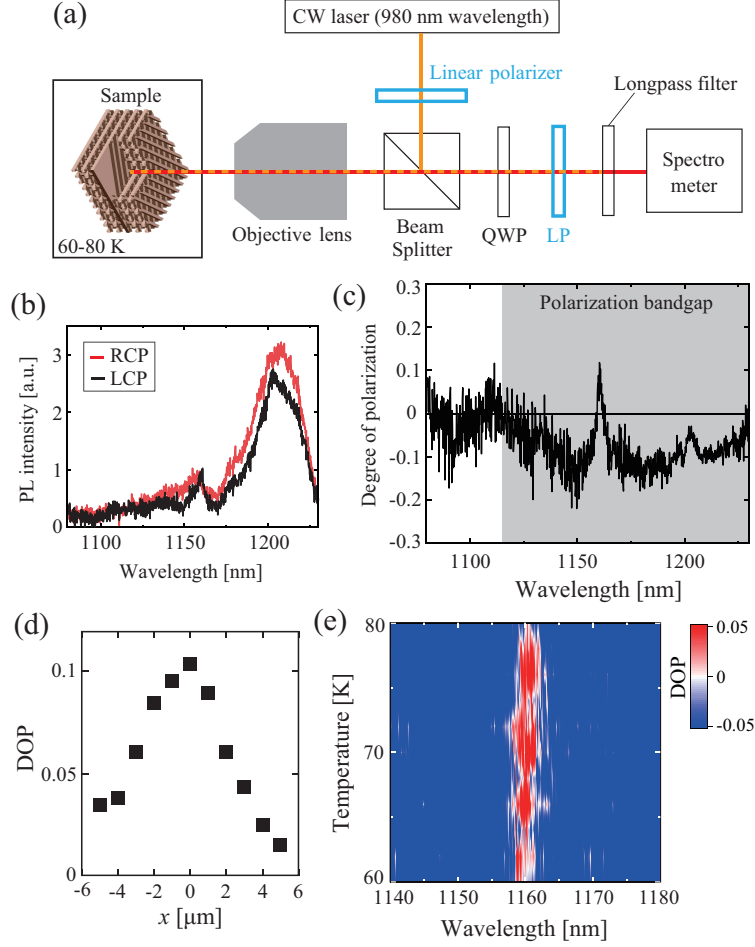 (a)
CW laser (980 nm wavelength)
Linear polarizer
Longpass filter
Sample
Spectro
meter
60-80 K
Objective lens
Beam
Splitter
QWP
LP
(b)
RCP
LCP
PL intensity [a.u.]
3
2
1
0
1100
1150
1200
Wavelength [nm]
(c)
Polarization bandgap
Degree of polarization
0.3
0.2
0.1
0
-0.1
-0.2
-0.3
1100
1150
1200
Wavelength [nm]
(d)
DOP
0.1
0.05
0
-6
-4
-2
0
2
4
6
x [μm]
(e)
Temperature [K]
80
70
60
1140
1150
1160
1170
1180
Wavelength [nm]
DOP
0.05
0
-0.05